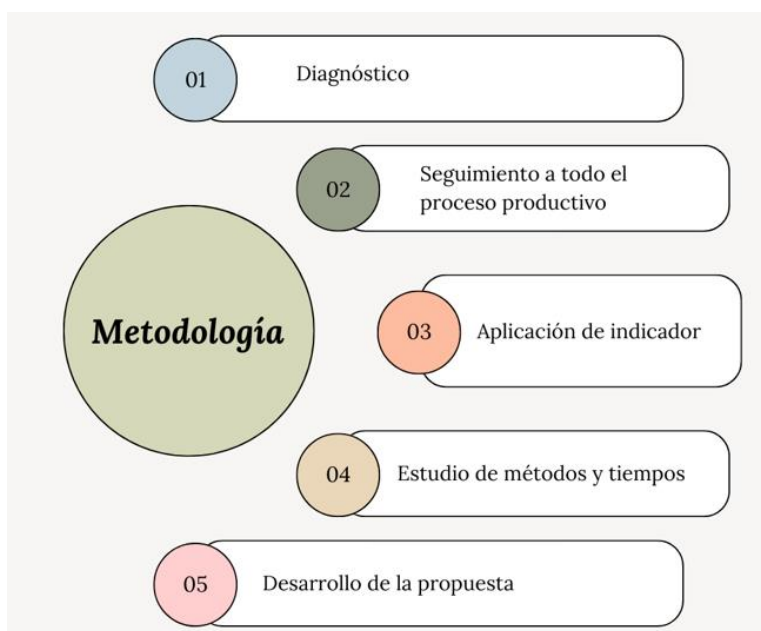 01
Diagnóstico
02
Seguimiento a todo el
proceso productivo
Metodología
03
Aplicación de indicador
04
Estudio de métodos y tiempos
05
Desarrollo de la propuesta